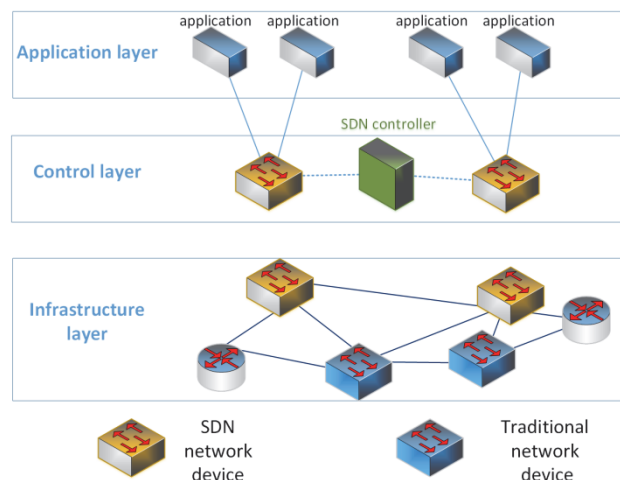 application
application
application
application
Application layer
SDN controller
Control layer
Infrastructure
layer
SDN
network
device
Traditional
network
device